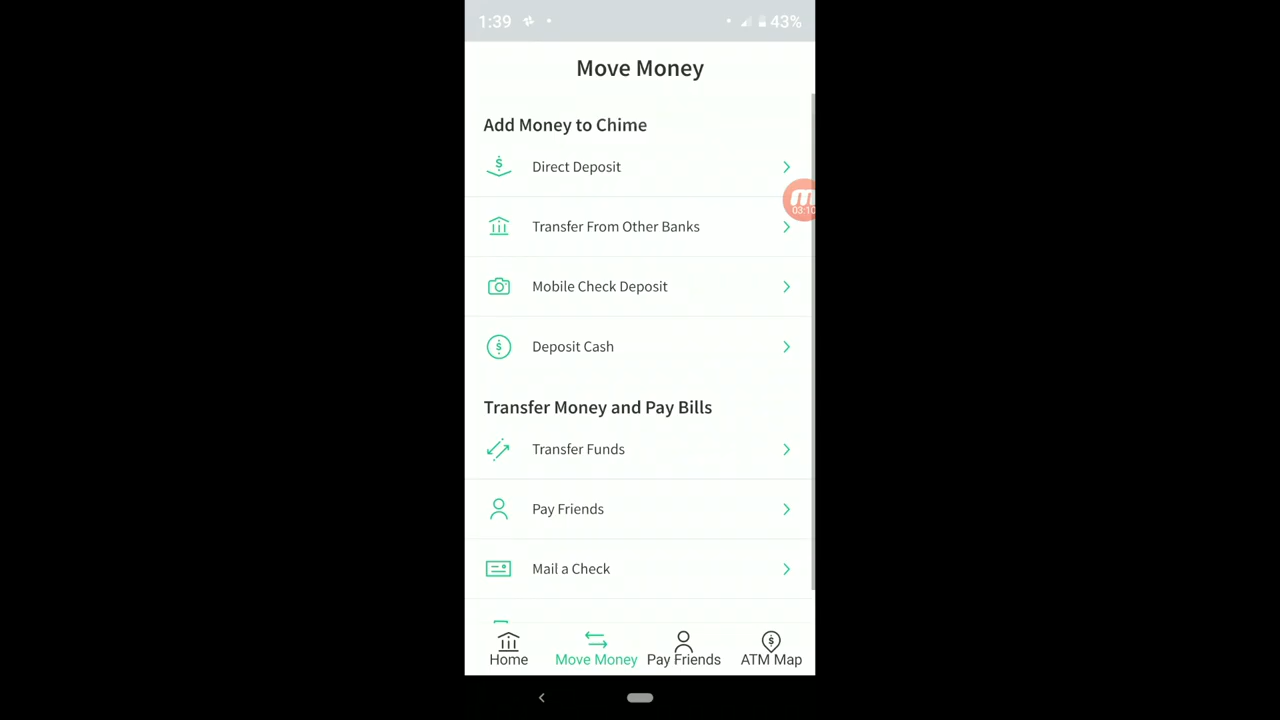 1:39
43%
Move Money
Add Money to Chime
Direct Deposit
03:10
Transfer From Other Banks
Mobile Check Deposit
Deposit Cash
Transfer Money and Pay Bills
Transfer Funds
Pay Friends
Mail a Check
Home
Move Money
Pay Friends
ATM Map